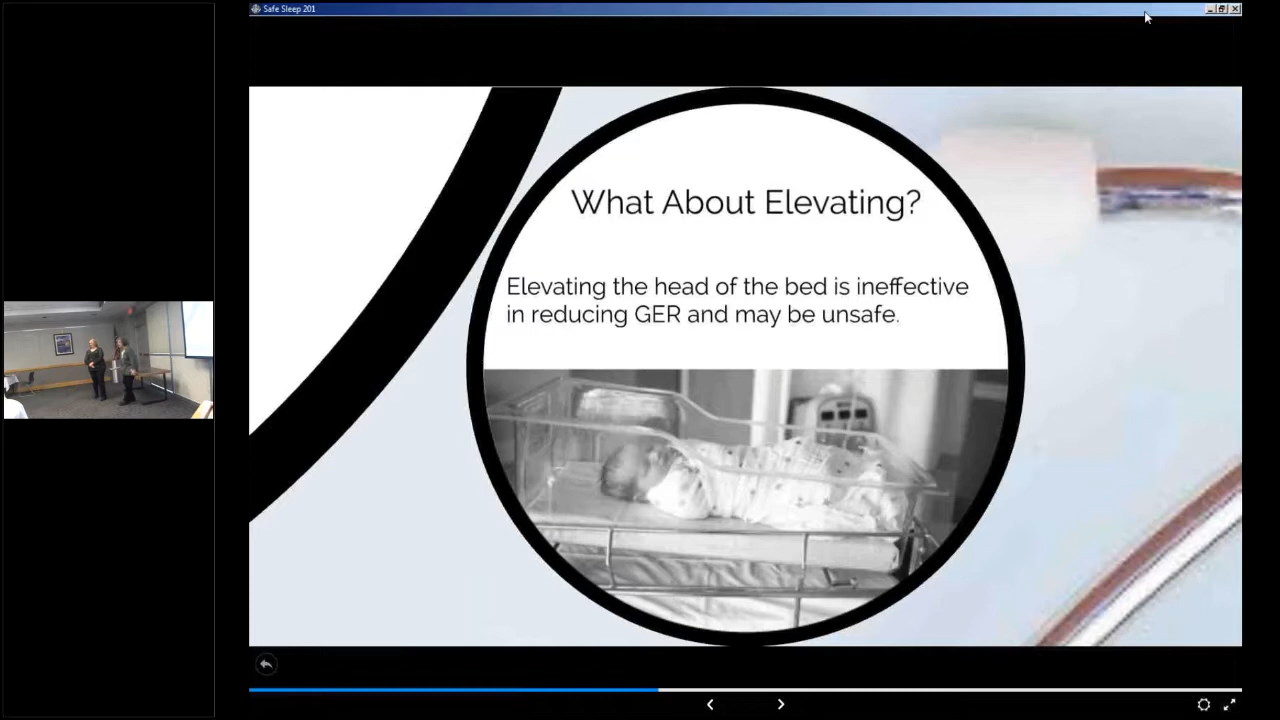 Safe Sleep 201
What About Elevating?
Elevating the head of the bed is ineffective
in reducing GER and may be unsafe.